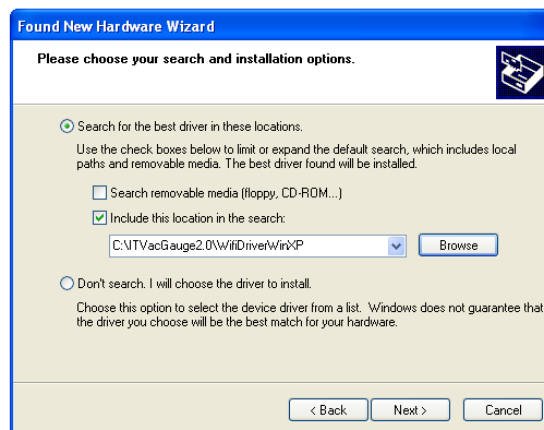 Found New Hardware Wizard
Please choose your search and installation options.
Search for the best driver in these locations.
Use the check boxes below to limit or expand the default search, which includes local
paths and removable media. The best driver found will be installed.
Search removable media (floppy, CD-ROM...)
Include this location in the search:
C:\ITVacGauge2.0\WifiDriverWinXP
Browse
Don't search. I will choose the driver to install.
Choose this option to select the device driver from a list. Windows does not guarantee that
the driver you choose will be the best match for your hardware.
< Back
Next >
Cancel